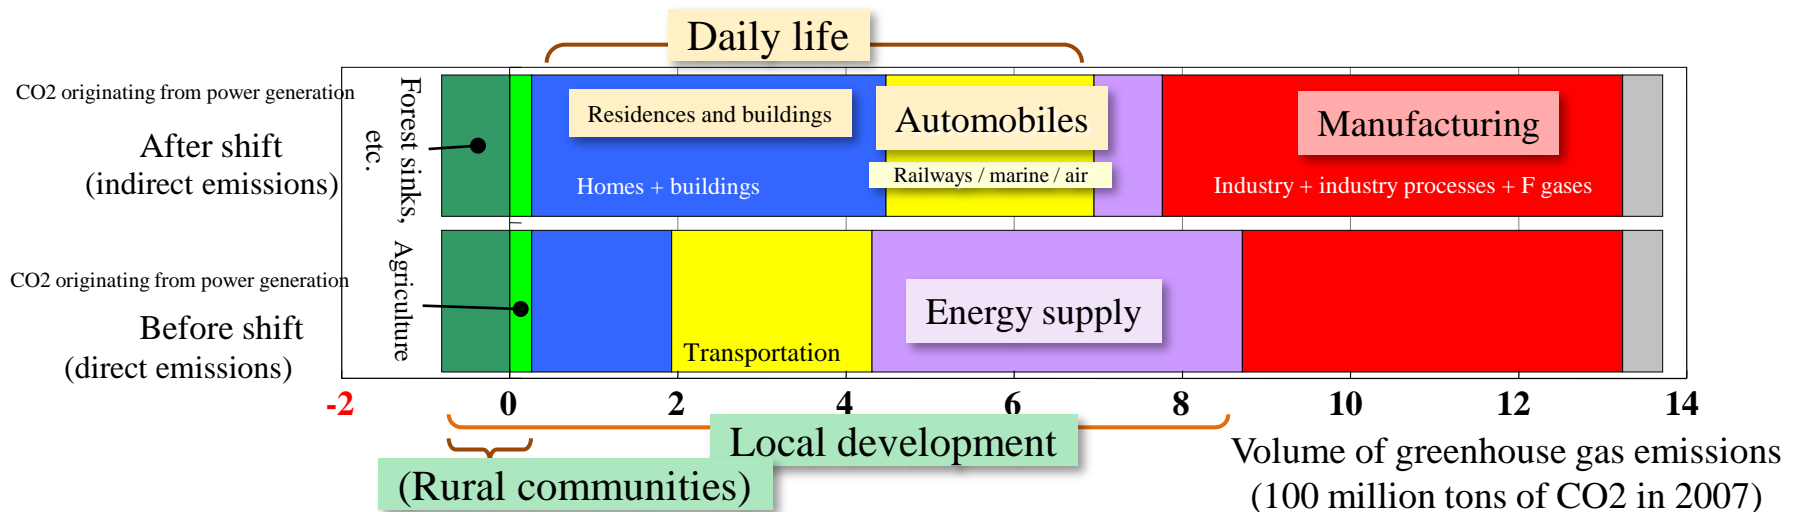 Daily life
CO2 originating from power generation
After shift
(indirect emissions)
Forest sinks,
etc.
Residences and buildings
Homes + buildings
Automobiles
Railways / marine / air
Manufacturing
Industry + industry processes + F gases
CO2 originating from power generation
Before shift
(direct emissions)
Agriculture
Transportation
Energy supply
-2 0 2 4 6 8 10 12 14
Local development
(Rural communities)
Volume of greenhouse gas emissions
(100 million tons of CO2 in 2007)